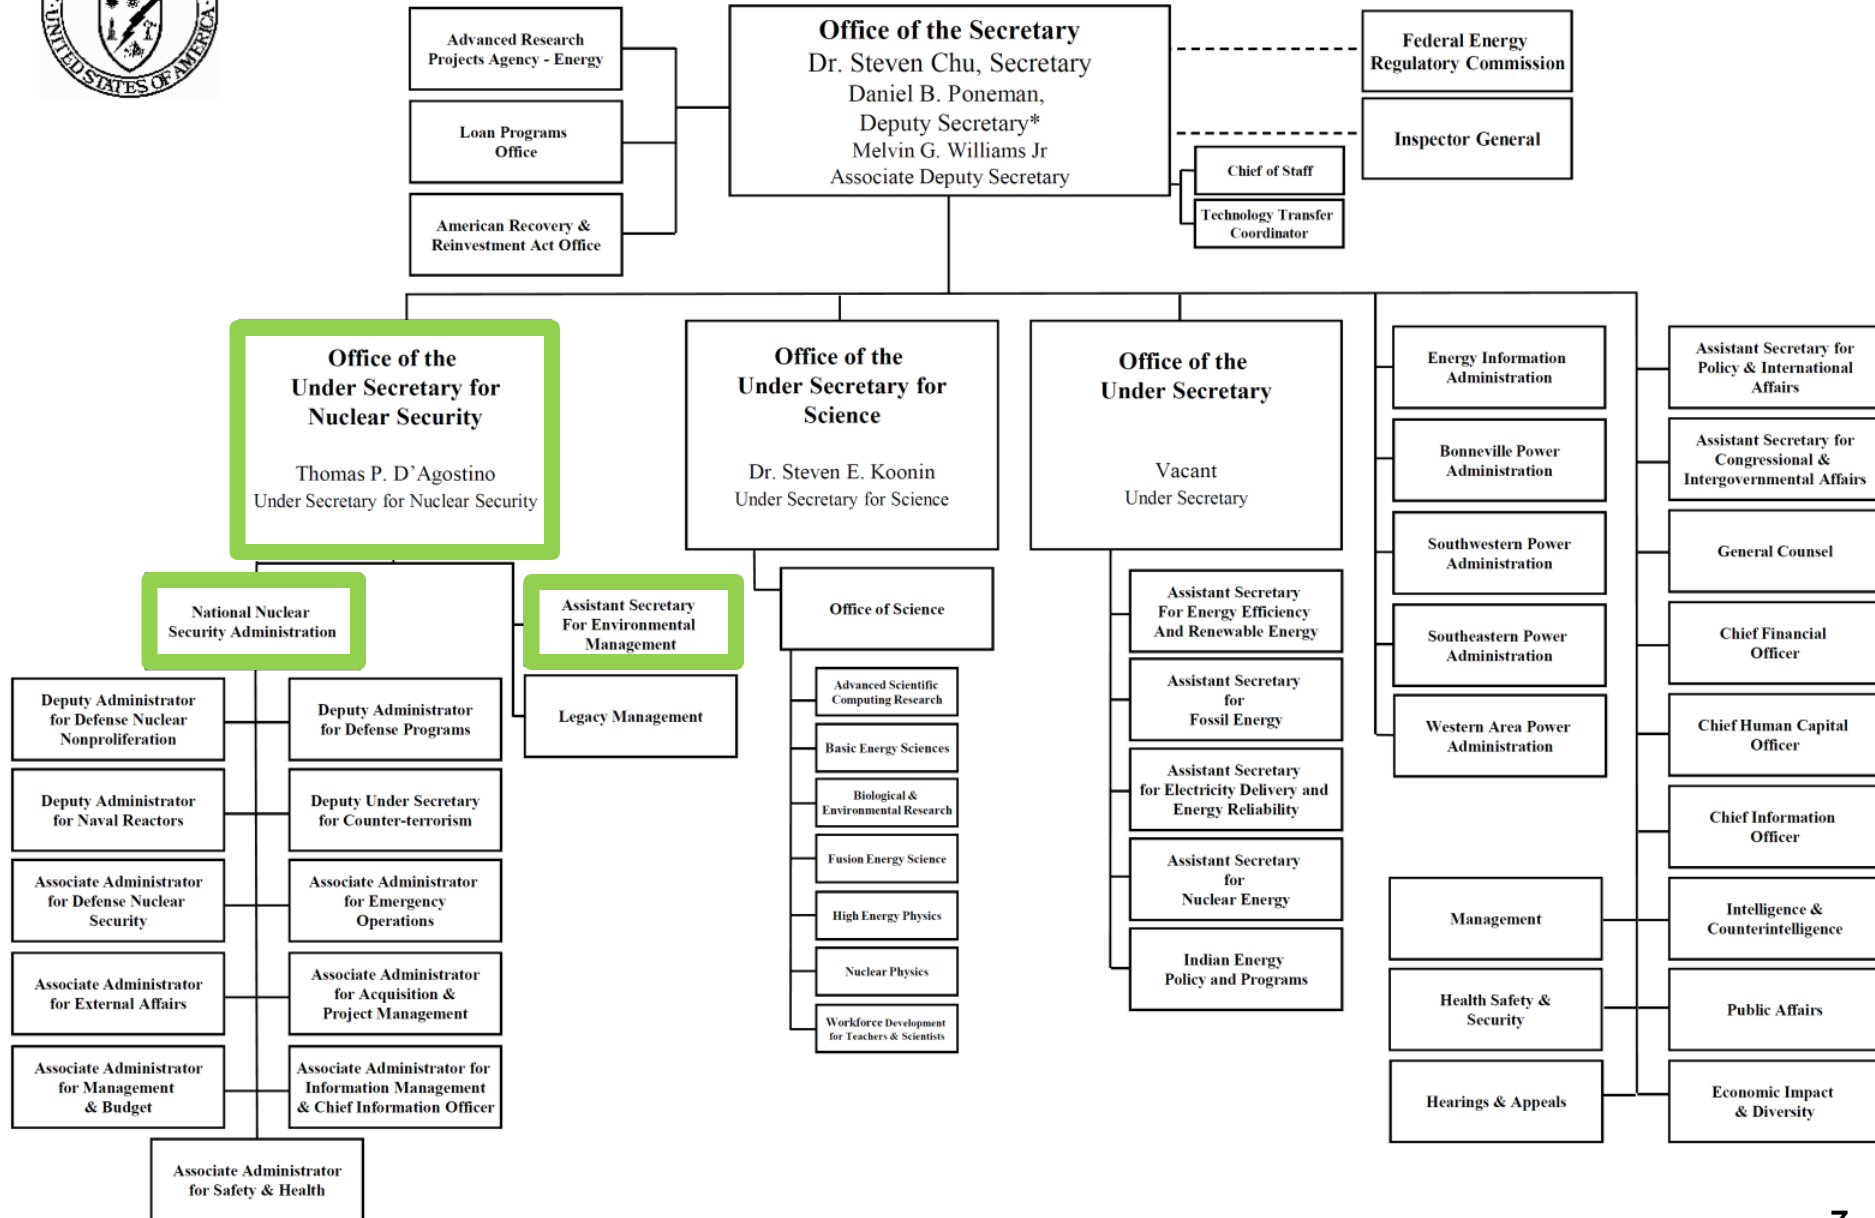 UNITED STATES OF AMERICA
Advanced Research
Projects Agency - Energy
Loan Programs
Office
American Recovery &
Reinvestment Act Office
Office of the Secretary
Dr. Steven Chu, Secretary
Daniel B. Poneman,
Deputy Secretary*
Melvin G. Williams Jr
Associate Deputy Secretary
Federal Energy
Regulatory Commission
Inspector General
Chief of Staff
Technology Transfer
Coordinator
Office of the
Under Secretary for
Nuclear Security
Thomas P. D’Agostino
Under Secretary for Nuclear Security
National Nuclear
Security Administration
Assistant Secretary
For Environmental
Management
Legacy Management
Deputy Administrator
for Defense Nuclear
Nonproliferation
Deputy Administrator
for Defense Programs
Deputy Administrator
for Naval Reactors
Deputy Under Secretary
for Counter-terrorism
Associate Administrator
for Defense Nuclear
Security
Associate Administrator
for Emergency
Operations
Associate Administrator
for External Affairs
Associate Administrator
for Acquisition &
Project Management
Associate Administrator
for Management
& Budget
Associate Administrator for
Information Management
& Chief Information Officer
Associate Administrator
for Safety & Health
Office of the
Under Secretary for
Science
Dr. Steven E. Koonin
Under Secretary for Science
Office of Science
Advanced Scientific
Computing Research
Basic Energy Sciences
Biological &
Environmental Research
Fusion Energy Science
High Energy Physics
Nuclear Physics
Workforce Development
for Teachers & Scientists
Office of the
Under Secretary
Vacant
Under Secretary
Assistant Secretary
For Energy Efficiency
And Renewable Energy
Assistant Secretary
for
Fossil Energy
Assistant Secretary
for Electricity Delivery and
Energy Reliability
Assistant Secretary
for
Nuclear Energy
Indian Energy
Policy and Programs
Energy Information
Administration
Bonneville Power
Administration
Southwestern Power
Administration
Southeastern Power
Administration
Western Area Power
Administration
Assistant Secretary for
Policy & International
Affairs
Assistant Secretary for
Congressional &
Intergovernmental Affairs
General Counsel
Chief Financial
Officer
Chief Human Capital
Officer
Chief Information
Officer
Management
Intelligence &
Counterintelligence
Health Safety &
Security
Public Affairs
Hearings & Appeals
Economic Impact
& Diversity